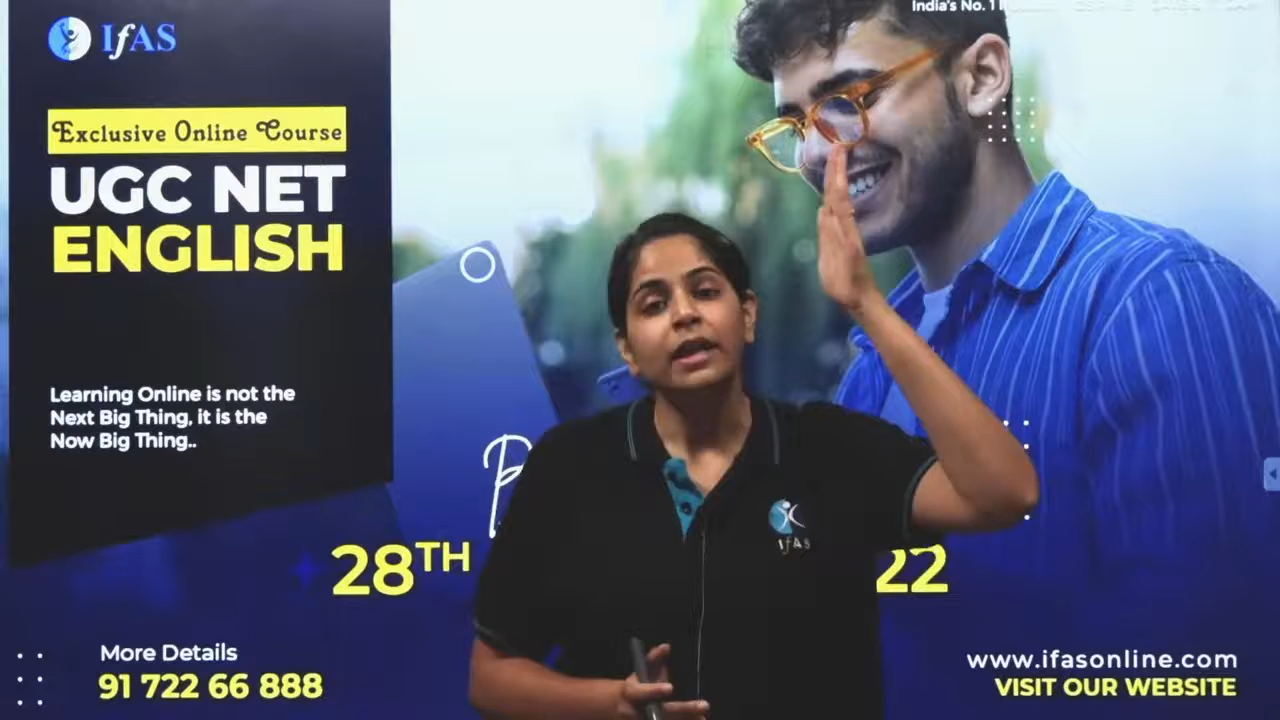 India's No. 1
IfAS
Exclusive Online Course
UGC NET
ENGLISH
Learning Online is not the
Next Big Thing, it is the
Now Big Thing..
28TH
22
IfAS
More Details
91 722 66 888
www.ifasonline.com
VISIT OUR WEBSITE